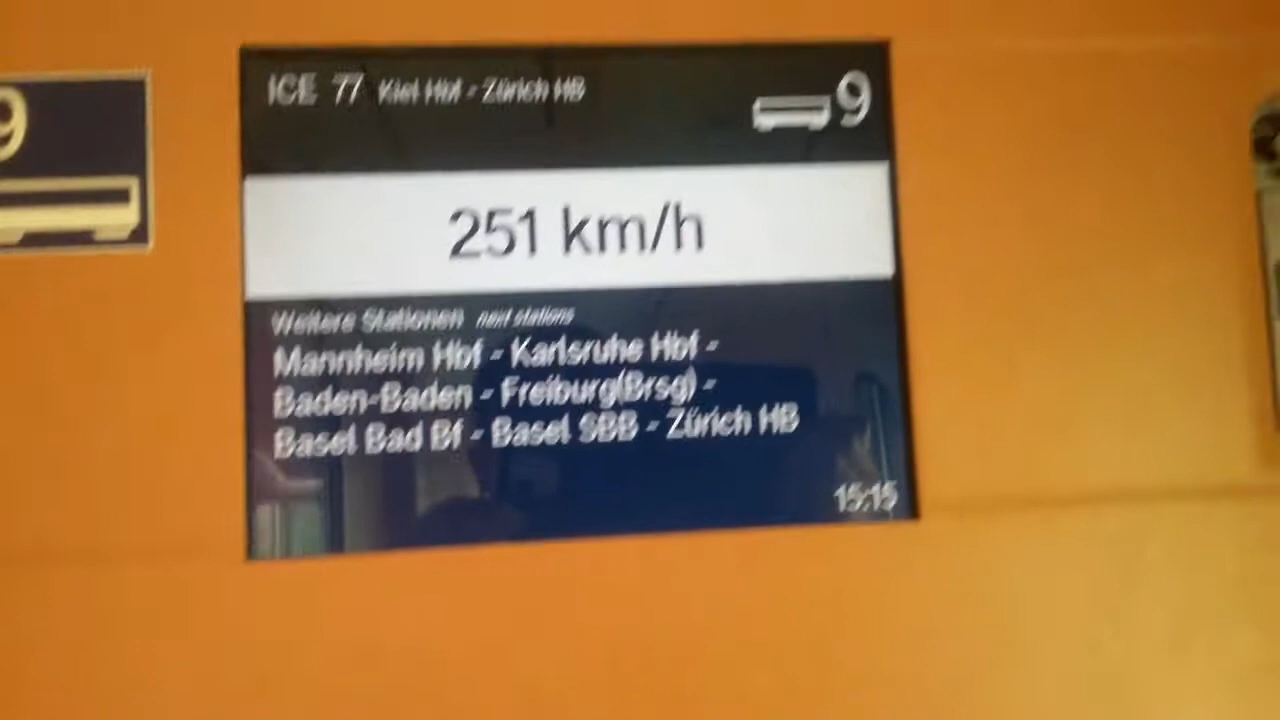 9
ICE 77 Kiel Hbf - Zürich HB
9
251 km/h
Weitere Stationen next stations
Mannheim Hbf - Karlsruhe Hbf -
Baden-Baden - Freiburg(Brsg) -
Basel Bad Bf - Basel SBB - Zürich HB
15:15